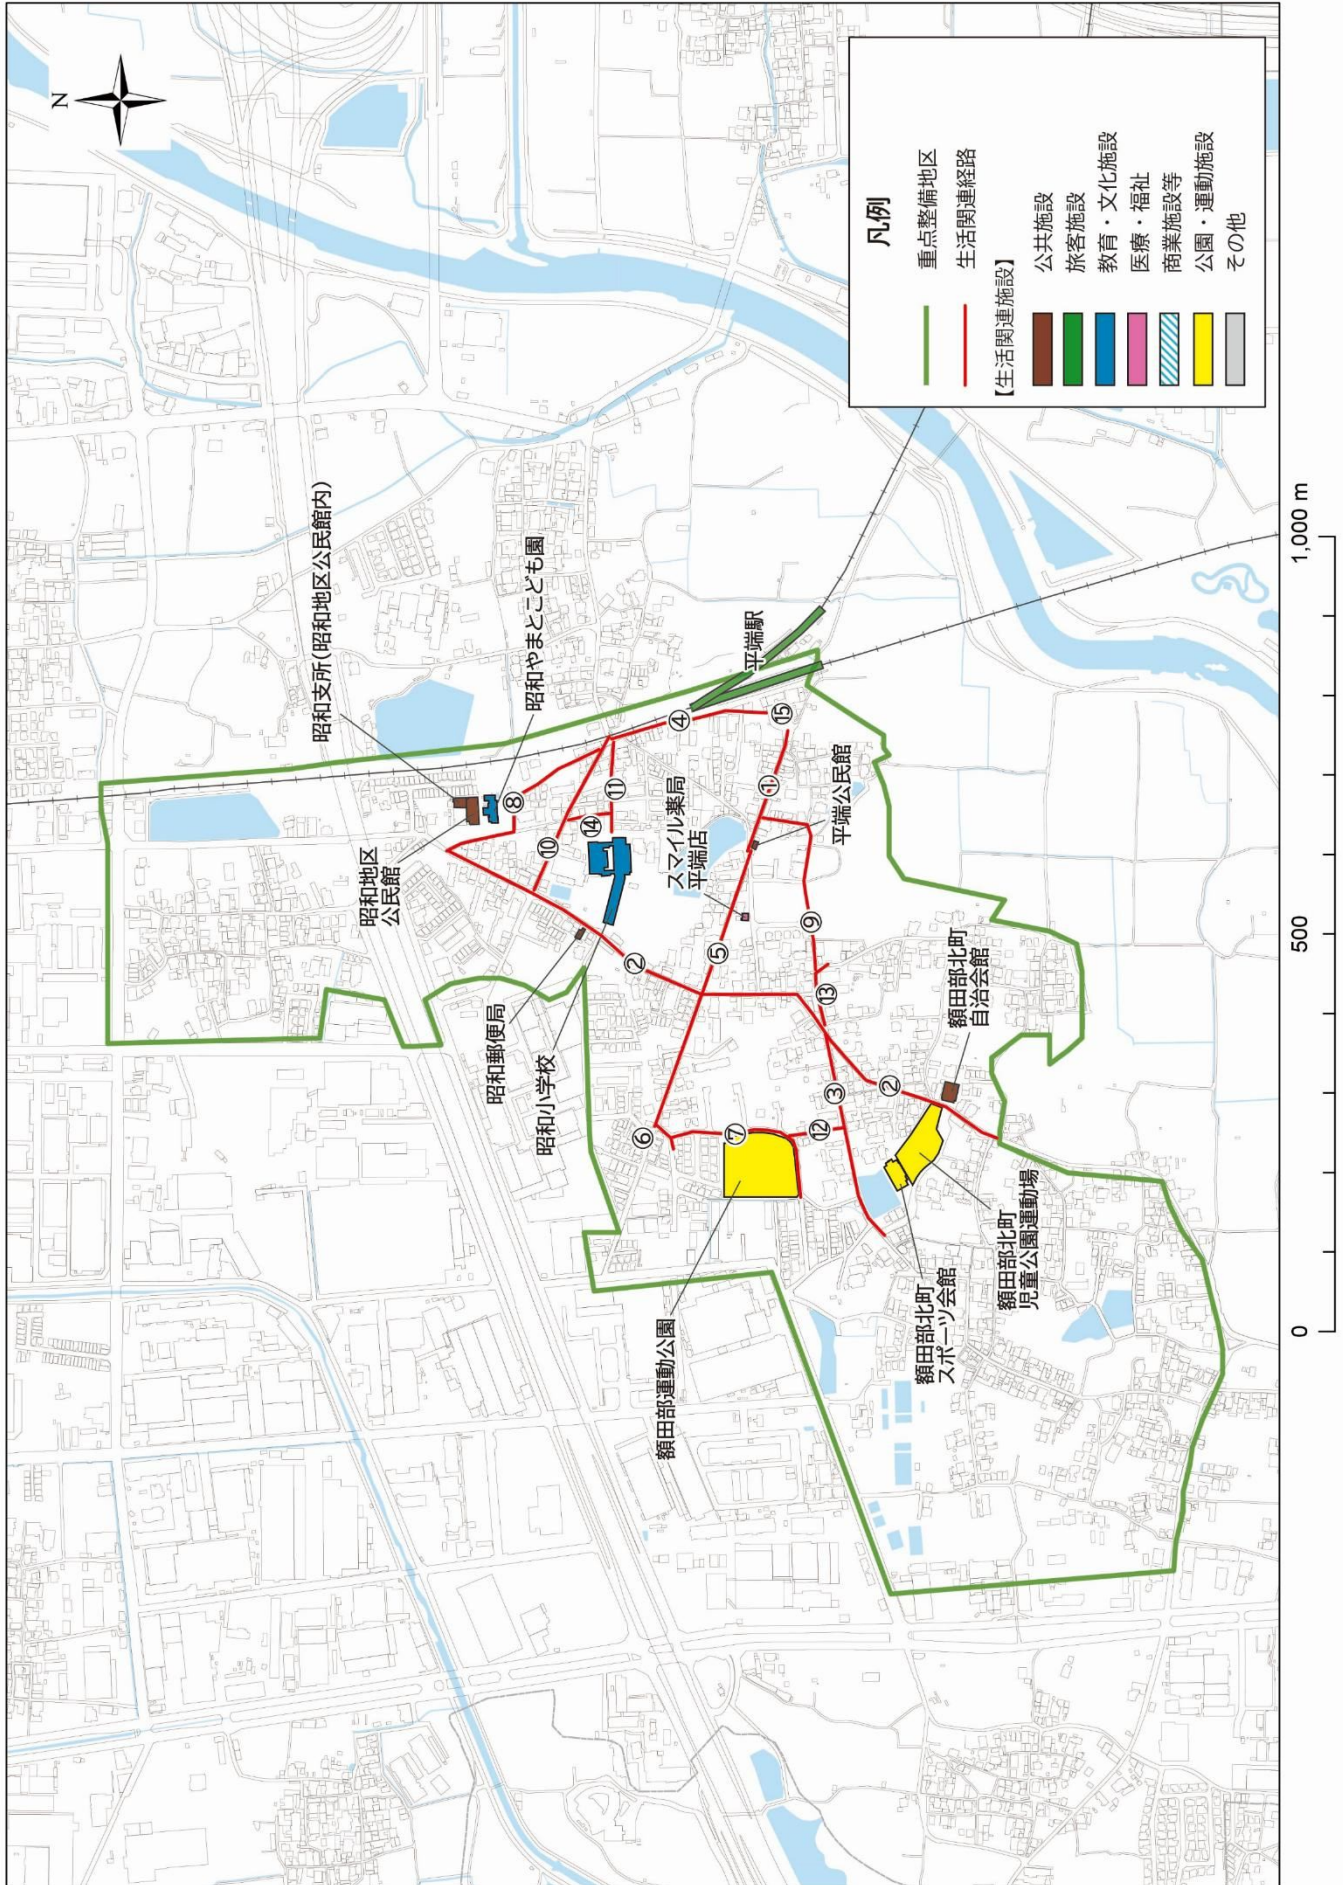 N
凡例
重点整備地区
生活関連経路
【生活関連施設】
公共施設
旅客施設
教育・文化施設
医療・福祉
商業施設等
公園・運動施設
その他
昭和支所(昭和地区公民館内)
昭和やまとこども園
昭和地区
公民館
昭和郵便局
昭和小学校
スマイル薬局
平端店
平端駅
平端公民館
額田部北町
自治会館
額田部運動公園
額田部北町
スポーツ会館
額田部北町
児童公園運動場
⑧
⑩
⑭
⑪
④
⑮
①
②
⑤
⑨
⑬
⑥
⑦
⑫
③
②
0
500
1,000 m